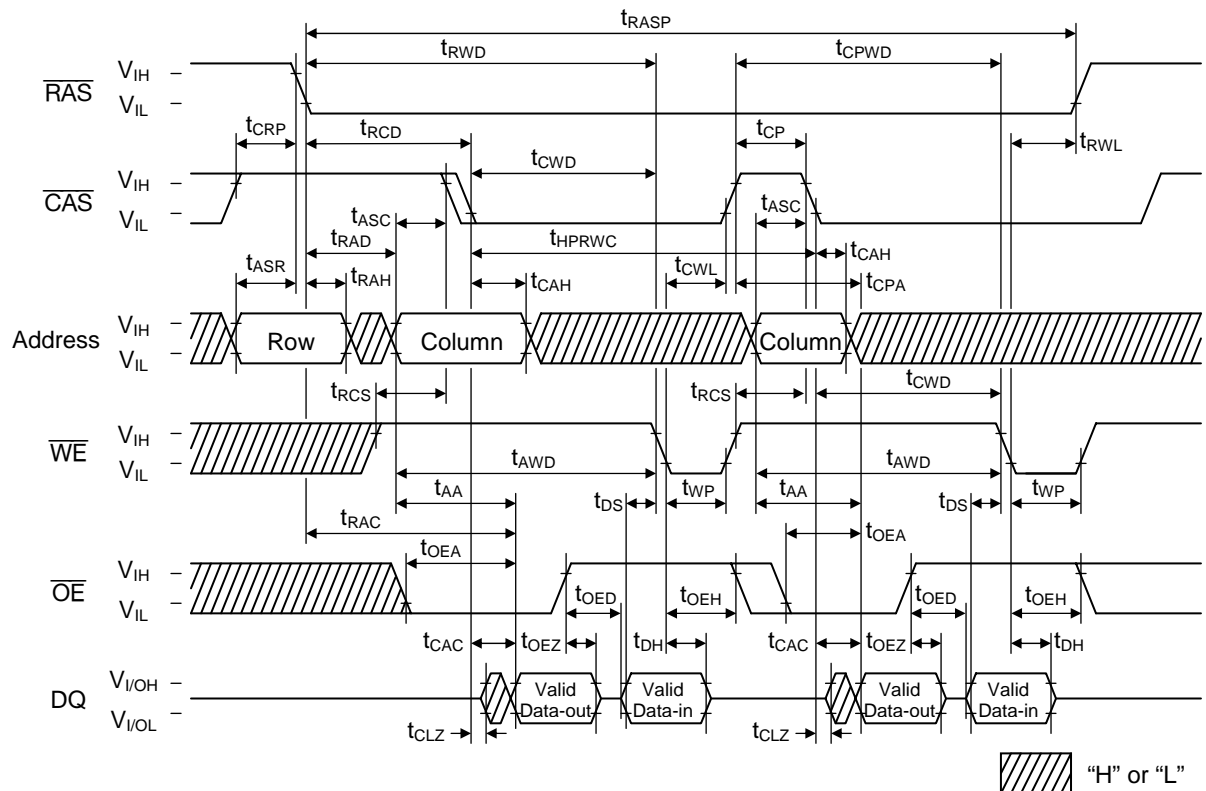 tRASP
tRWD tCPWD
RAS VIH
VIL
tCRP tRCD tCP tRWL
tCWD
CAS VIH
VIL
tASC tASC
tRAD tHPRWC tCAH
tASR tRAH tCAH tCWL tCPA
Address VIH
VIL
Row Column Column
tRCS tRCS tCWD
WE VIH
VIL
tAWD tAWD
tAA tDS tWP tAA tDS tWP
tRAC tOEA
tOEA
OE VIH
VIL
tOED tOEH tOED tOEH
tCAC tOEZ tDH tCAC tOEZ tDH
DQ VI/OH
VI/OL
Valid Data-out Valid Data-in Valid Data-out Valid Data-in
tCLZ tCLZ
“H” or “L”